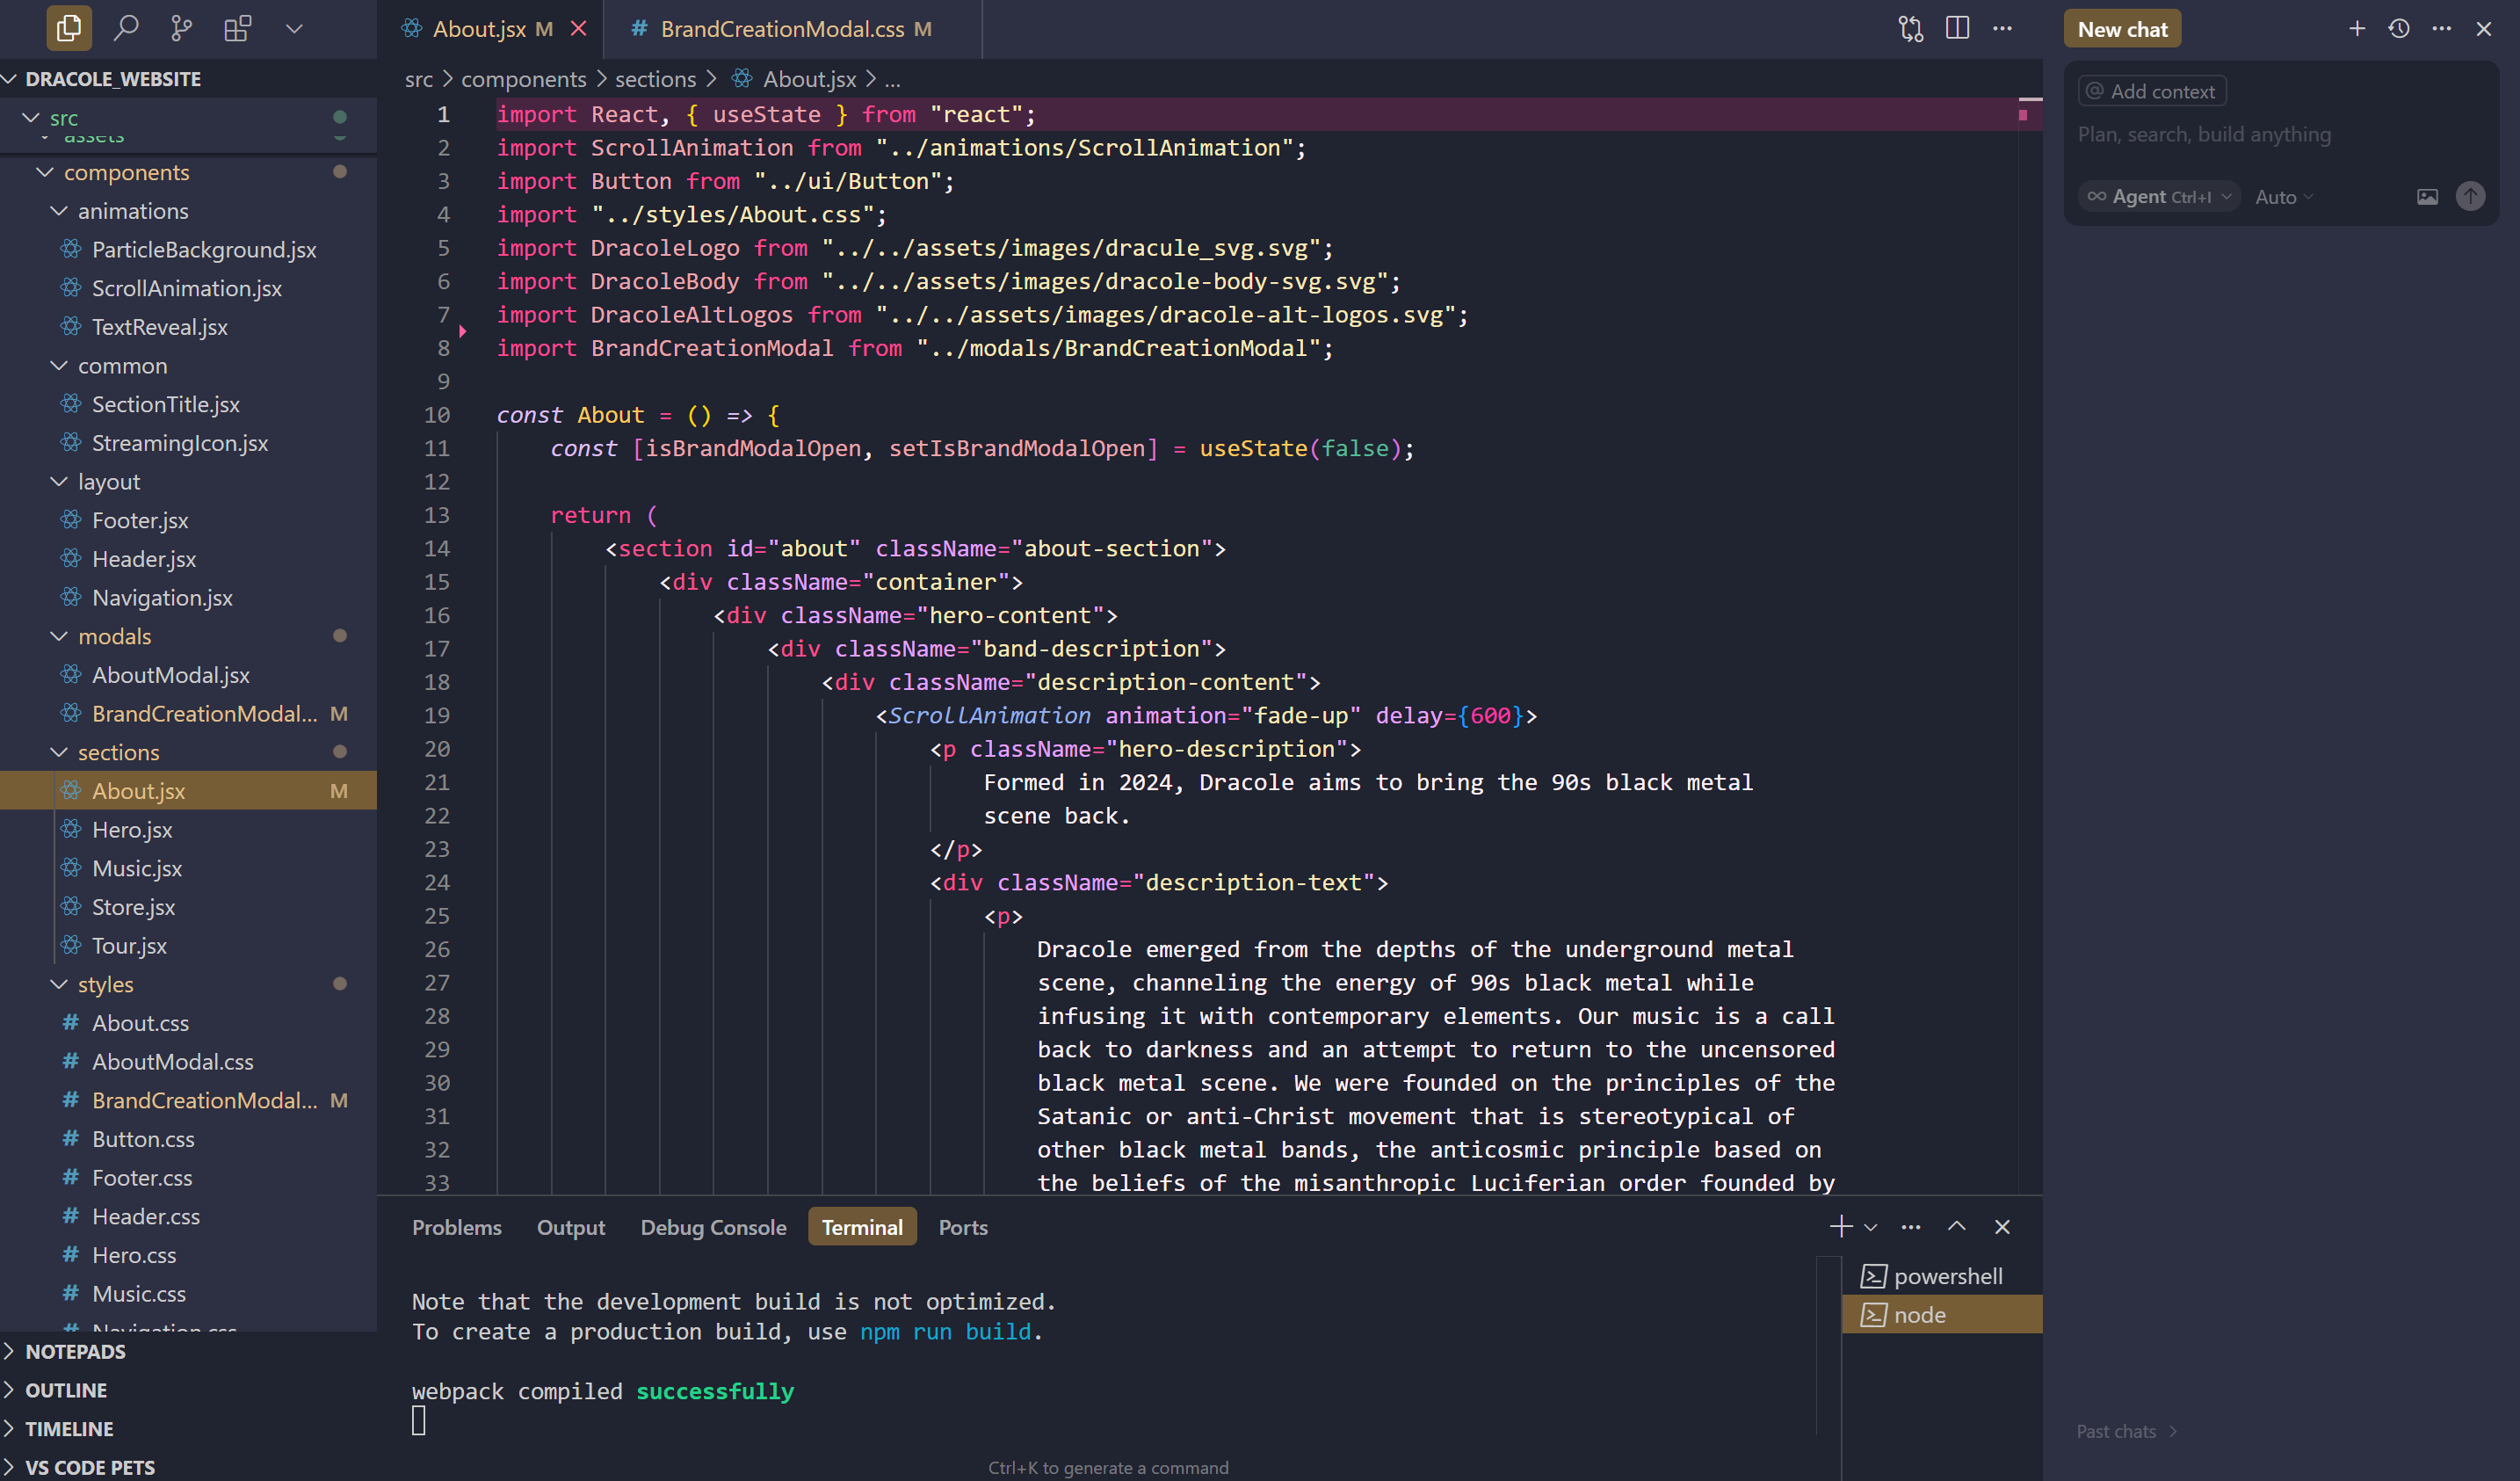 About.jsx M
# BrandCreationModal.css M
New chat
DRACOLE_WEBSITE
src
assets
components
animations
ParticleBackground.jsx
ScrollAnimation.jsx
TextReveal.jsx
common
SectionTitle.jsx
StreamingIcon.jsx
layout
Footer.jsx
Header.jsx
Navigation.jsx
modals
AboutModal.jsx
BrandCreationModal... M
sections
About.jsx M
Hero.jsx
Music.jsx
Store.jsx
Tour.jsx
styles
# About.css
# AboutModal.css
# BrandCreationModal... M
# Button.css
# Footer.css
# Header.css
# Hero.css
# Music.css
# Navigation.css
NOTEPADS
OUTLINE
TIMELINE
VS CODE PETS
src > components > sections > About.jsx > ...
1 import React, { useState } from "react";
2 import ScrollAnimation from "../animations/ScrollAnimation";
3 import Button from "../ui/Button";
4 import "../styles/About.css";
5 import DracoleLogo from "../../assets/images/dracule_svg.svg";
6 import DracoleBody from "../../assets/images/dracole-body-svg.svg";
7 import DracoleAltLogos from "../../assets/images/dracole-alt-logos.svg";
8 import BrandCreationModal from "../modals/BrandCreationModal";
9
10 const About = () => {
11 const [isBrandModalOpen, setIsBrandModalOpen] = useState(false);
12
13 return (
14 <section id="about" className="about-section">
15 <div className="container">
16 <div className="hero-content">
17 <div className="band-description">
18 <div className="description-content">
19 <ScrollAnimation animation="fade-up" delay={600}>
20 <p className="hero-description">
21 Formed in 2024, Dracole aims to bring the 90s black metal
22 scene back.
23 </p>
24 <div className="description-text">
25 <p>
26 Dracole emerged from the depths of the underground metal
27 scene, channeling the energy of 90s black metal while
28 infusing it with contemporary elements. Our music is a call
29 back to darkness and an attempt to return to the uncensored
30 black metal scene. We were founded on the principles of the
31 Satanic or anti-Christ movement that is stereotypical of
32 other black metal bands, the anticosmic principle based on
33 the beliefs of the misanthropic Luciferian order founded by
Problems Output Debug Console Terminal Ports
Note that the development build is not optimized.
To create a production build, use npm run build.
webpack compiled successfully
Ctrl+K to generate a command
powershell
node
@ Add context
Plan, search, build anything
∞ Agent Ctrl+I Auto
Past chats >